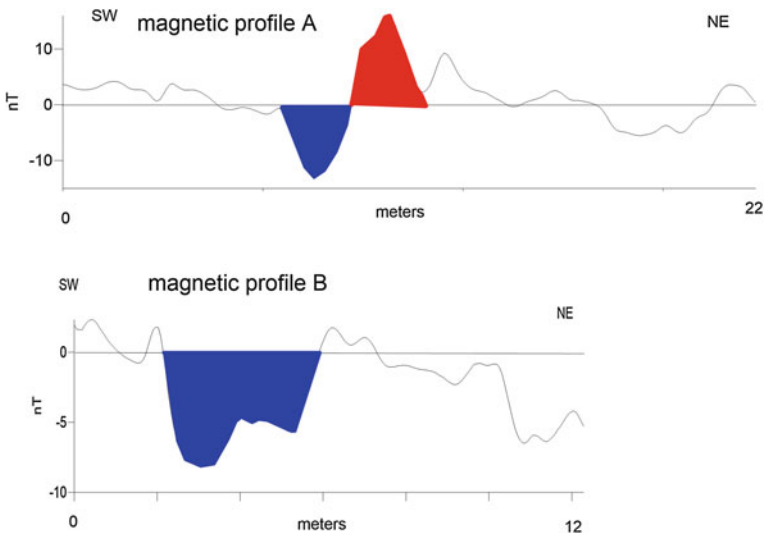 SW magnetic profile A NE
10
0
-10
nT
0 meters 22
SW magnetic profile B
NE
0
-5
-10
nT
0 meters 12